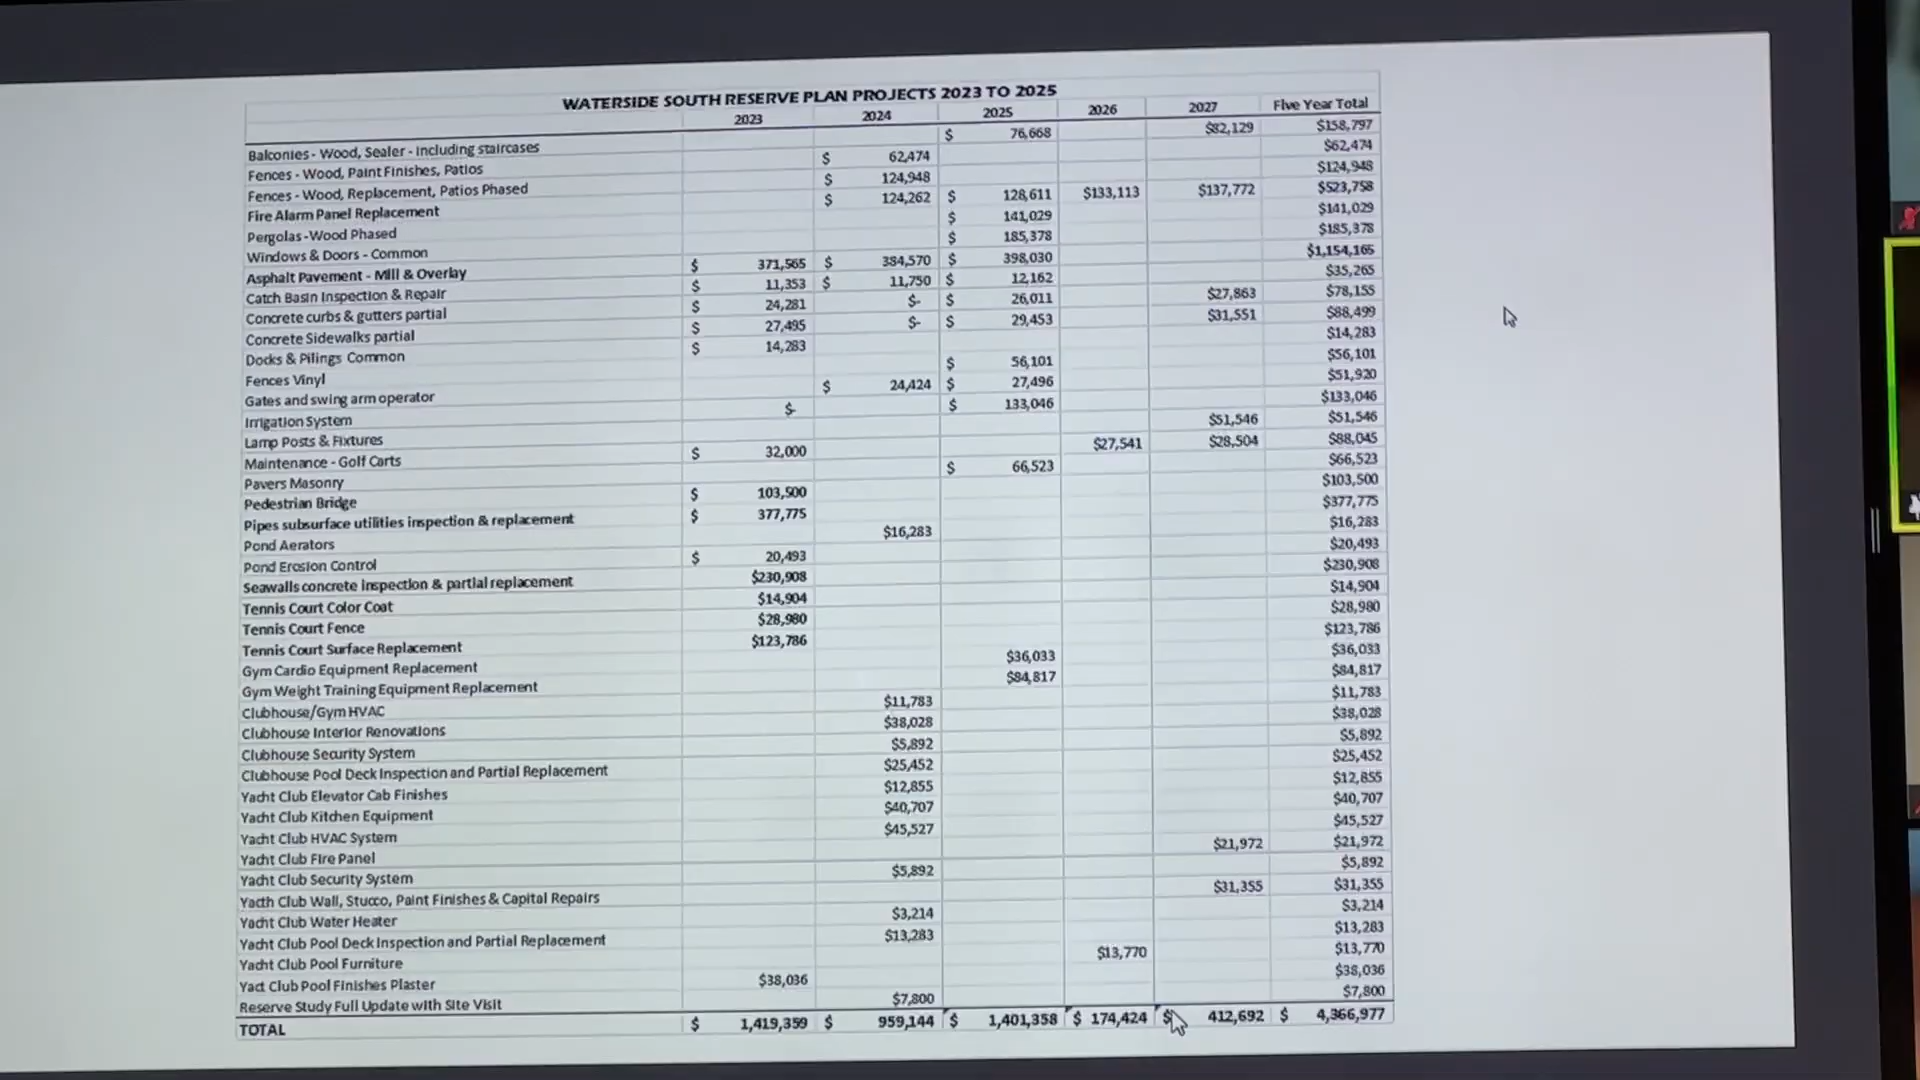 WATERSIDE SOUTH RESERVE PLAN PROJECTS 2023 TO 2025
2023 2024 2025 2026 2027 Five Year Total
Balconies - Wood, Sealer - including staircases $ 76,668 $82,129 $158,797
Fences - Wood, Paint Finishes, Patios $ 62,474 $62,474
Fences - Wood, Replacement, Patios Phased $ 124,948 $124,948
Fire Alarm Panel Replacement $ 124,262 $ 128,611 $133,113 $137,772 $523,758
Pergolas -Wood Phased $ 141,029 $141,029
Windows & Doors - Common $ 185,378 $185,378
Asphalt Pavement - Mill & Overlay $ 371,565 $ 384,570 $ 398,030 $1,154,165
Catch Basin Inspection & Repair $ 11,353 $ 11,750 $ 12,162 $35,265
Concrete curbs & gutters partial $ 24,281 $- $ 26,011 $27,863 $78,155
Concrete Sidewalks partial $ 27,495 $- $ 29,453 $31,551 $88,499
Docks & Pilings Common $ 14,283 $14,283
Fences Vinyl $ 56,101 $56,101
Gates and swing arm operator $ 24,424 $ 27,496 $51,920
Irrigation System $- $ 133,046 $133,046
Lamp Posts & Fixtures $51,546 $51,546
Maintenance - Golf Carts $ 32,000 $27,541 $28,504 $88,045
Pavers Masonry $ 66,523 $66,523
Pedestrian Bridge $ 103,500 $103,500
Pipes subsurface utilities inspection & replacement $ 377,775 $377,775
Pond Aerators $16,283 $16,283
Pond Erosion Control $ 20,493 $20,493
Seawalls concrete inspection & partial replacement $230,908 $230,908
Tennis Court Color Coat $14,904 $14,904
Tennis Court Fence $28,980 $28,980
Tennis Court Surface Replacement $123,786 $123,786
Gym Cardio Equipment Replacement $36,033 $36,033
Gym Weight Training Equipment Replacement $84,817 $84,817
Clubhouse/Gym HVAC $11,783 $11,783
Clubhouse Interior Renovations $38,028 $38,028
Clubhouse Security System $5,892 $5,892
Clubhouse Pool Deck Inspection and Partial Replacement $25,452 $25,452
Yacht Club Elevator Cab Finishes $12,855 $12,855
Yacht Club Kitchen Equipment $40,707 $40,707
Yacht Club HVAC System $45,527 $45,527
Yacht Club Fire Panel $21,972 $21,972
Yacht Club Security System $5,892 $5,892
Yacth Club Wall, Stucco, Paint Finishes & Capital Repairs $31,355 $31,355
Yacht Club Water Heater $3,214 $3,214
Yacht Club Pool Deck Inspection and Partial Replacement $13,283 $13,283
Yacht Club Pool Furniture $13,770 $13,770
Yact Club Pool Finishes Plaster $38,036 $38,036
Reserve Study Full Update with Site Visit $7,800 $7,800
TOTAL $ 1,419,359 $ 959,144 $ 1,401,358 $ 174,424 $ 412,692 $ 4,366,977